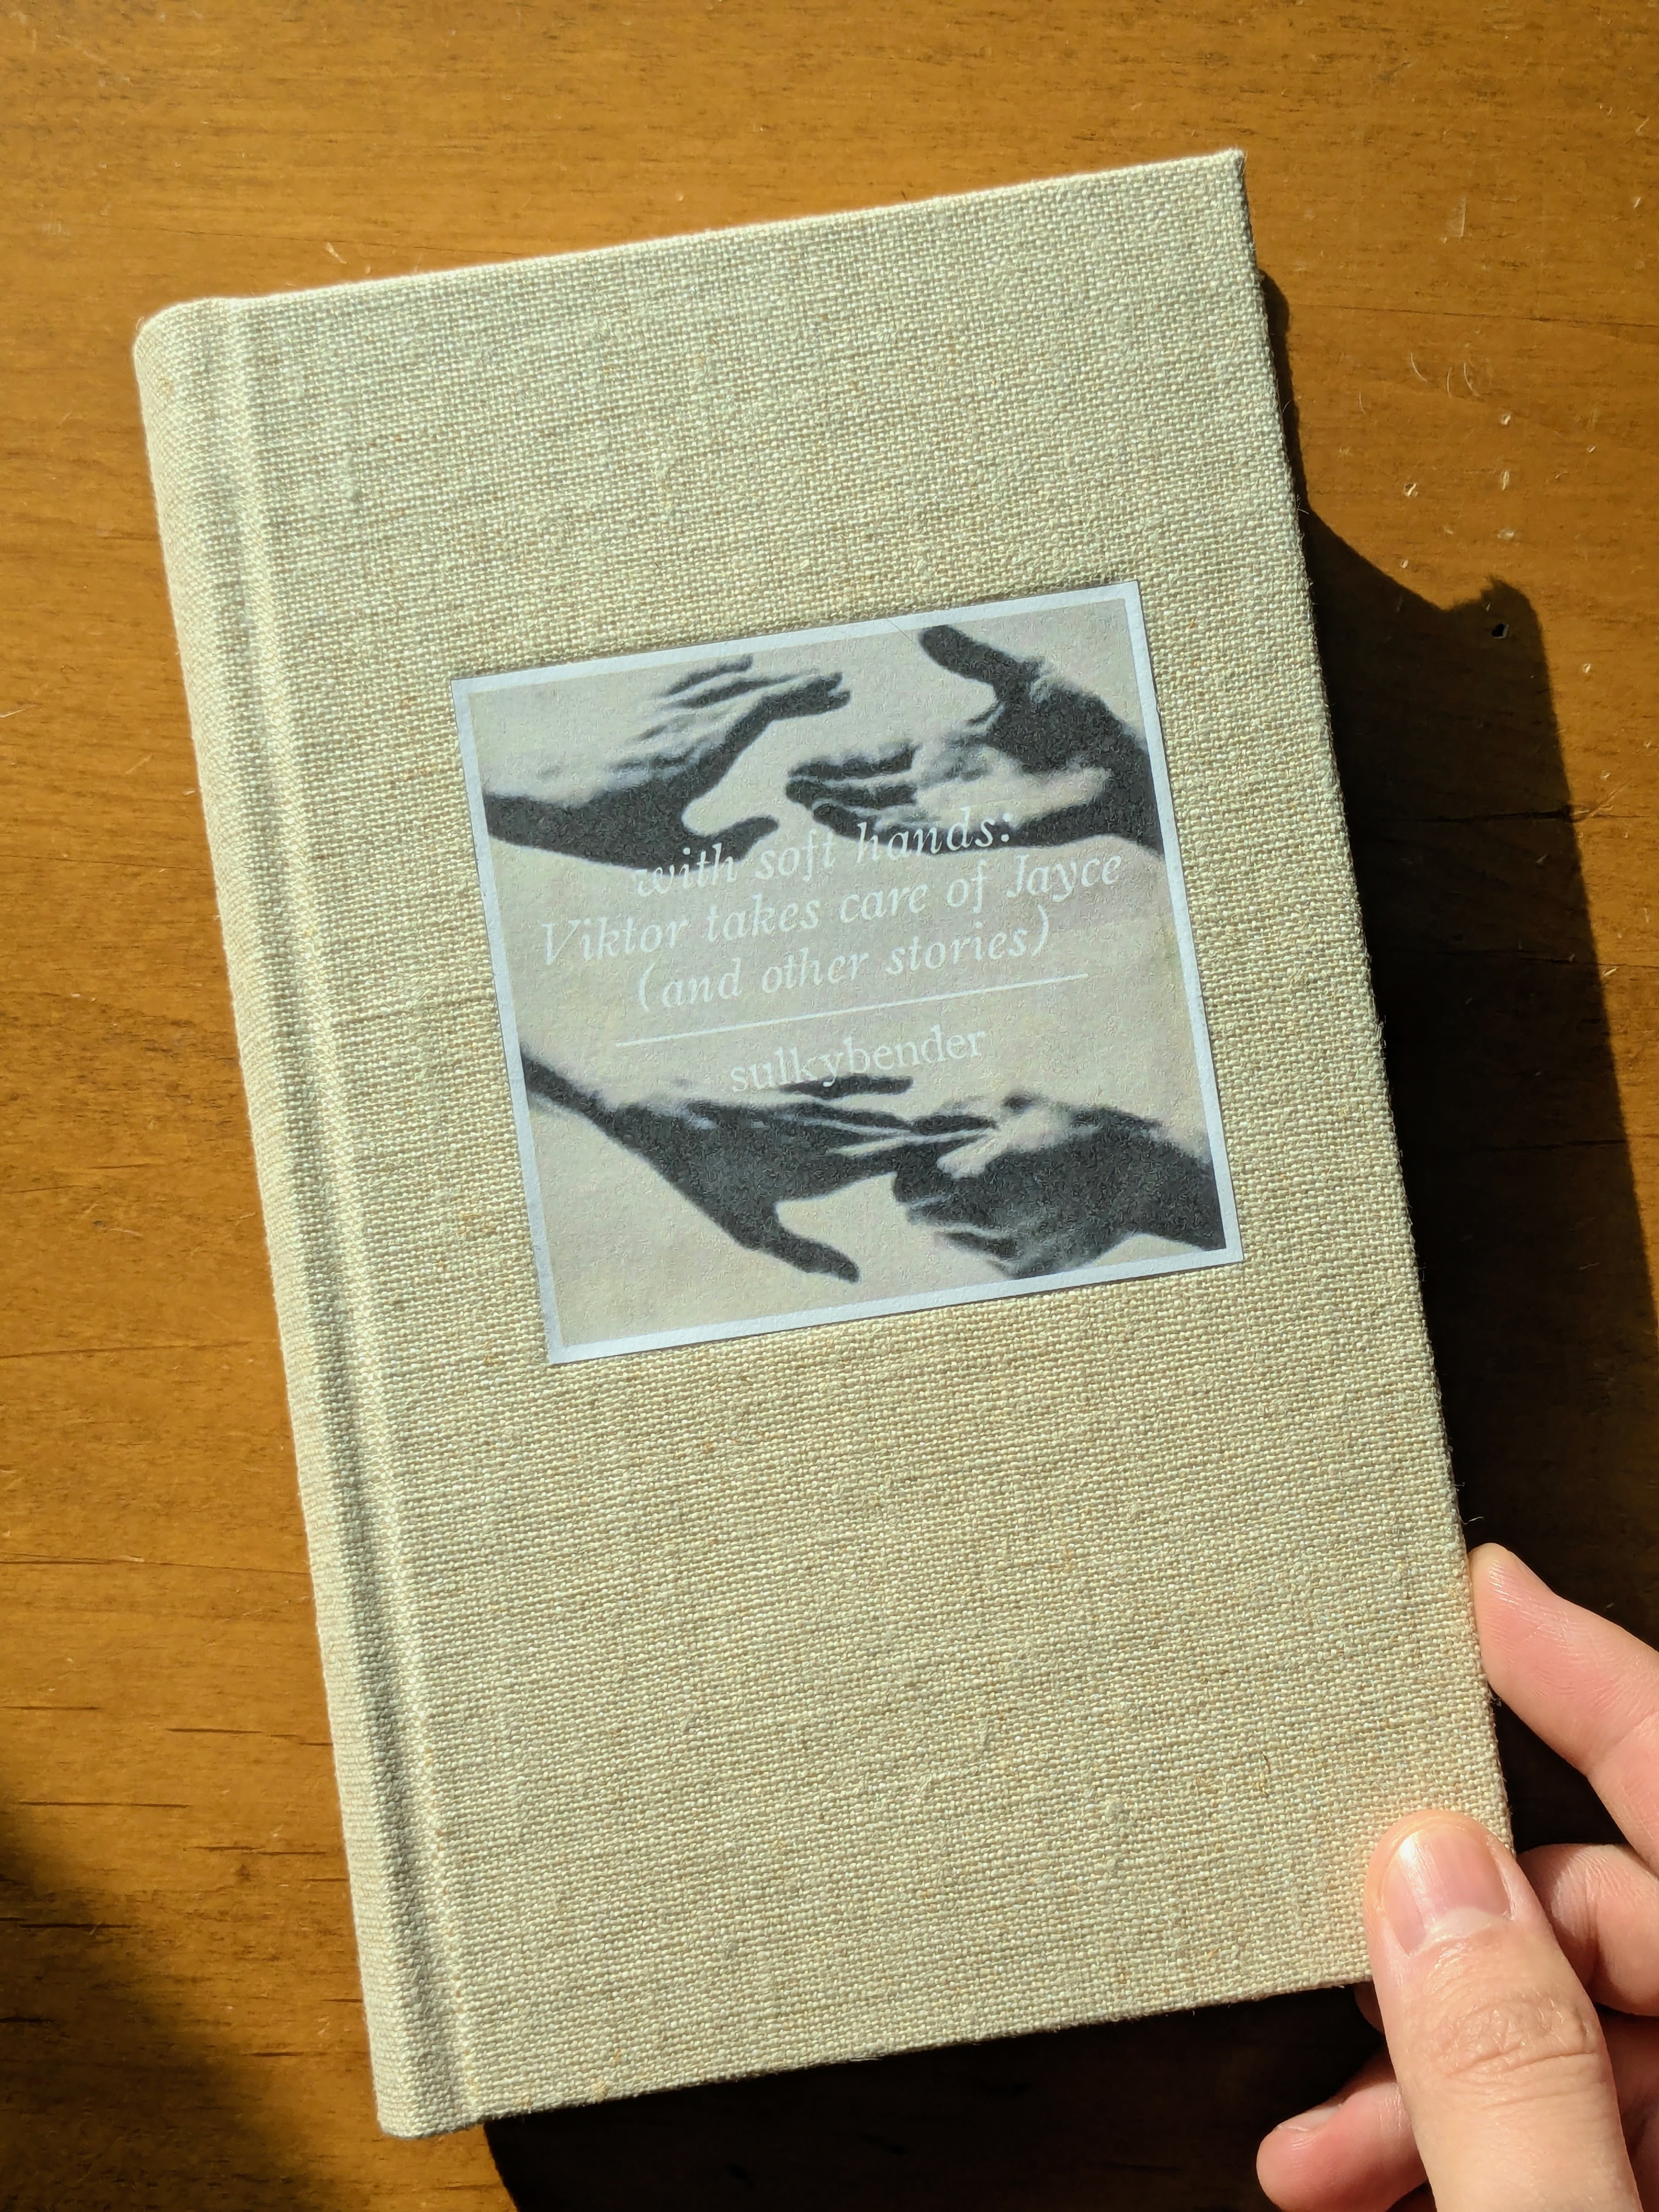 with soft hands:
Viktor takes care of Jayce
(and other stories)
sulkybender